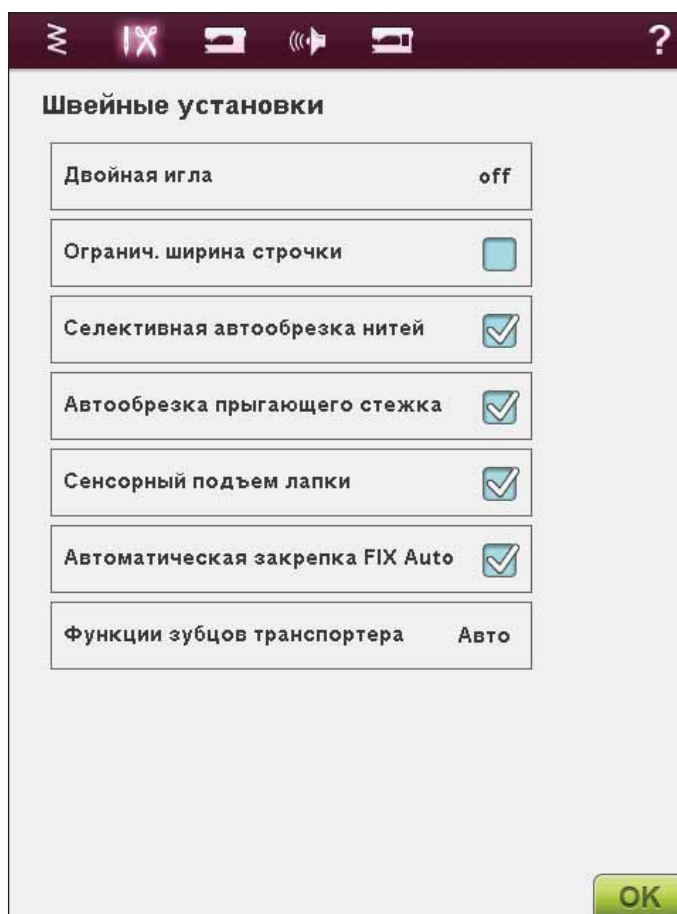 ?
Швейные установки
Двойная игла off
Огранич. ширина строчки
Селективная автообрезка нитей
Автообрезка прыгающего стежка
Сенсорный подъем лапки
Автоматическая закрепка FIX Auto
Функции зубцов транспортера Авто
OK